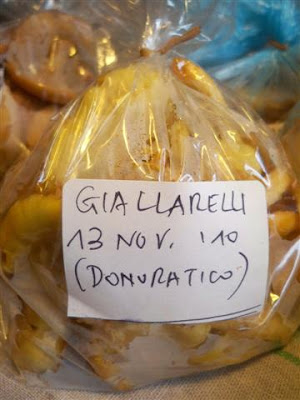 GIALLARELLI
13 NOV. '10
(DONORATICO)